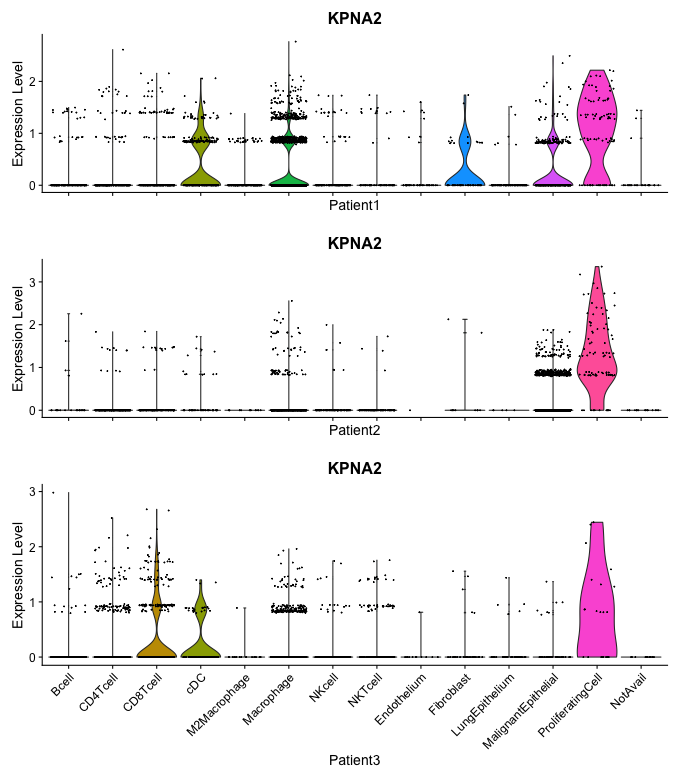 KPNA2
Expression Level
2
1
0
Patient1
KPNA2
Expression Level
3
2
1
0
Patient2
KPNA2
Expression Level
3
2
1
0
Bcell
CD4Tcell
CD8Tcell
cDC
M2Macrophage
Macrophage
NKcell
NKTcell
Endothelium
Fibroblast
LungEpithelium
MalignantEpithelial
ProliferatingCell
NotAvail
Patient3